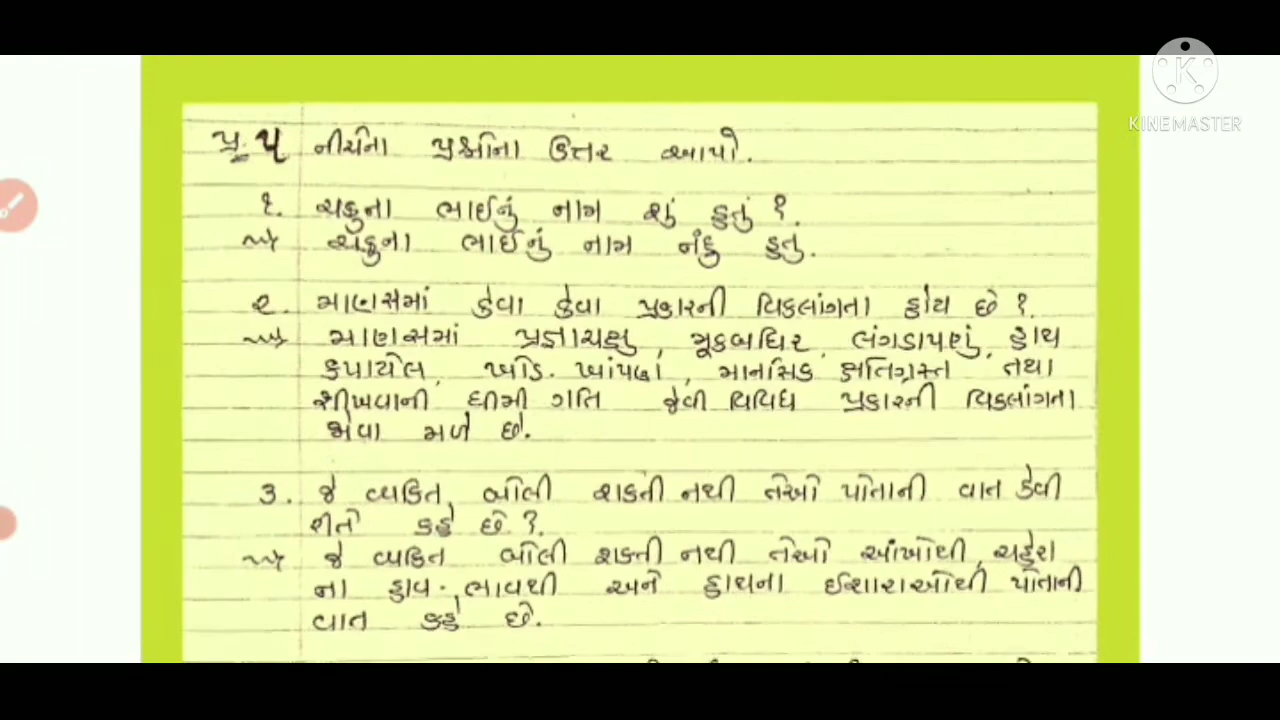 KINEMASTER
પ્ર. ૫ નીચેના પ્રશ્નોના ઉત્તર આપો.
૧. ચકુના ભાઈનું નામ શું હતું ?
ચકુના ભાઈનું નામ નંદુ હતુ.
૨. માણસમાં કેવા કેવા પ્રકારની વિકલાંગતા હોય છે ?
માણસમાં પ્રજ્ઞાચક્ષુ, મૂકબધિર, લંગડાપણું, હાથ
કપાયેલ, ખોડ-ખાંપણ, માનસિક ક્ષતિગ્રસ્ત તથા
શીખવાની ધીમી ગતિ જેવી વિવિધ પ્રકારની વિકલાંગતા
જોવા મળે છે.
૩. જે વ્યકિત બોલી શકતી નથી તેઓ પોતાની વાત કેવી
રીતે કહે છે ?
જે વ્યકિત બોલી શકતી નથી તેઓ આંખોથી, ચહેરા
ના હાવ-ભાવથી અને હાથના ઈશારાઓથી પોતાની
વાત કહે છે.